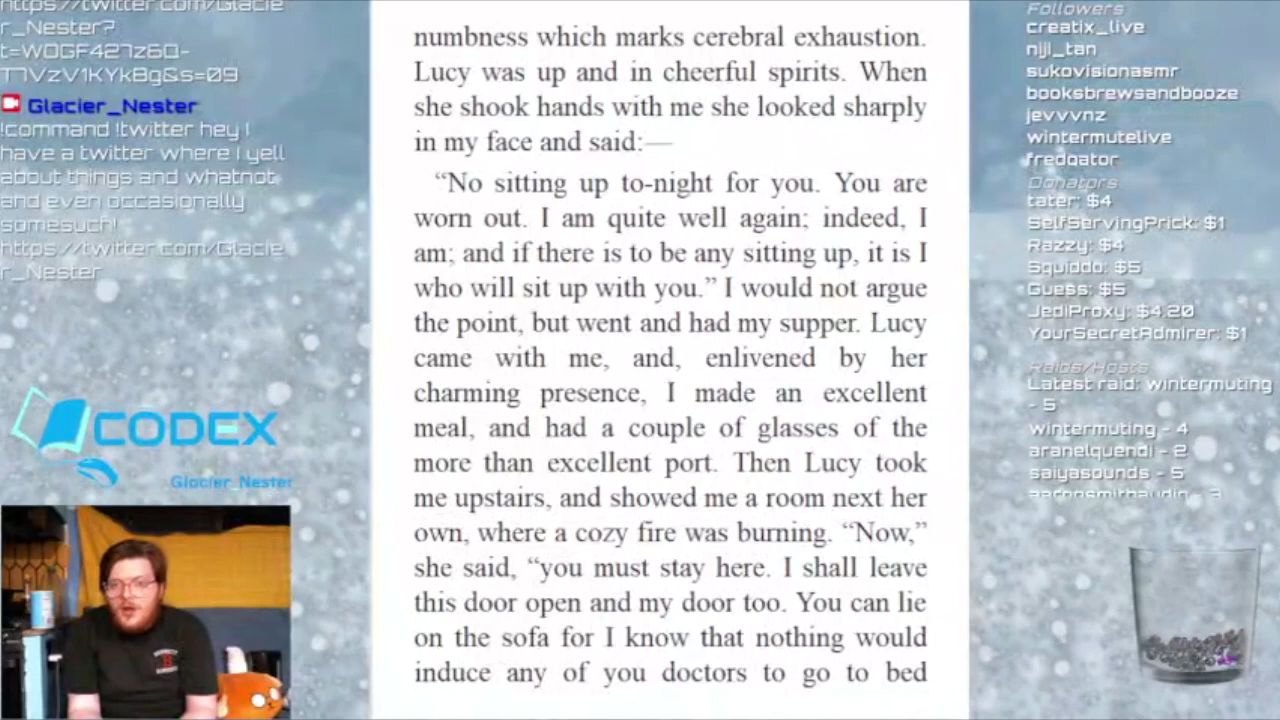 https://twitter.com/Glacie
r_Nester?
t=W0GF427z6Q-
T7VzV1KYkBg&s=09
Glacier_Nester
!command !twitter hey I
have a twitter where I yell
about things and whatnot
and even occasionally
somesuch!
https://twitter.com/Glacie
r_Nester
CODEX
Glacier_Nester
numbness which marks cerebral exhaustion.
Lucy was up and in cheerful spirits. When
she shook hands with me she looked sharply
in my face and said:—
“No sitting up to-night for you. You are
worn out. I am quite well again; indeed, I
am; and if there is to be any sitting up, it is I
who will sit up with you.” I would not argue
the point, but went and had my supper. Lucy
came with me, and, enlivened by her
charming presence, I made an excellent
meal, and had a couple of glasses of the
more than excellent port. Then Lucy took
me upstairs, and showed me a room next her
own, where a cozy fire was burning. “Now,”
she said, “you must stay here. I shall leave
this door open and my door too. You can lie
on the sofa for I know that nothing would
induce any of you doctors to go to bed
Followers
creatix_live
niji_tan
sukovisionasmr
booksbrewsandbooze
jevvvnz
wintermutelive
fredgator
Donators
tater: $4
SelfServingPrick: $1
Razzy: $4
Squiddo: $5
Guess: $5
JediProxy: $4.20
YourSecretAdmirer: $1
Raids/Hosts
Latest raid: wintermuting
- 5
wintermuting - 4
aranelquendi - 2
saiyasounds - 5
aaronsmithaudio - 3